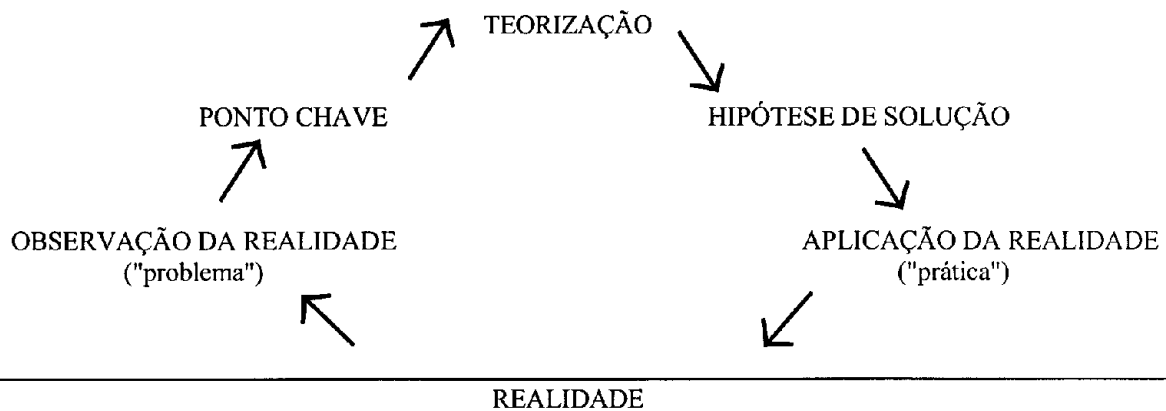 TEORIZAÇÃO
PONTO CHAVE
HIPÓTESE DE SOLUÇÃO
OBSERVAÇÃO DA REALIDADE
("problema")
APLICAÇÃO DA REALIDADE
("prática")
REALIDADE